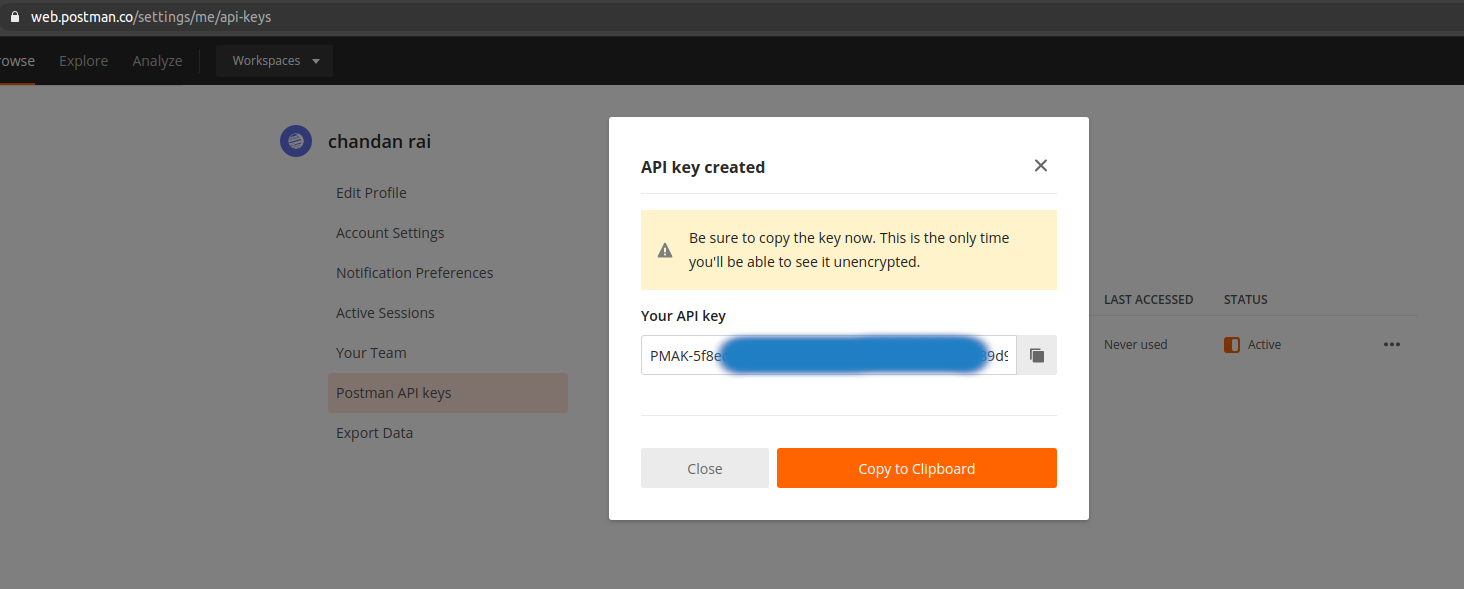 web.postman.co/settings/me/api-keys
rowse Explore Analyze Workspaces
chandan rai
Edit Profile
Account Settings
Notification Preferences
Active Sessions
Your Team
Postman API keys
Export Data
API key created
Be sure to copy the key now. This is the only time
you'll be able to see it unencrypted.
Your API key
PMAK-5f8e 39d9
Close Copy to Clipboard
LAST ACCESSED STATUS
Never used Active